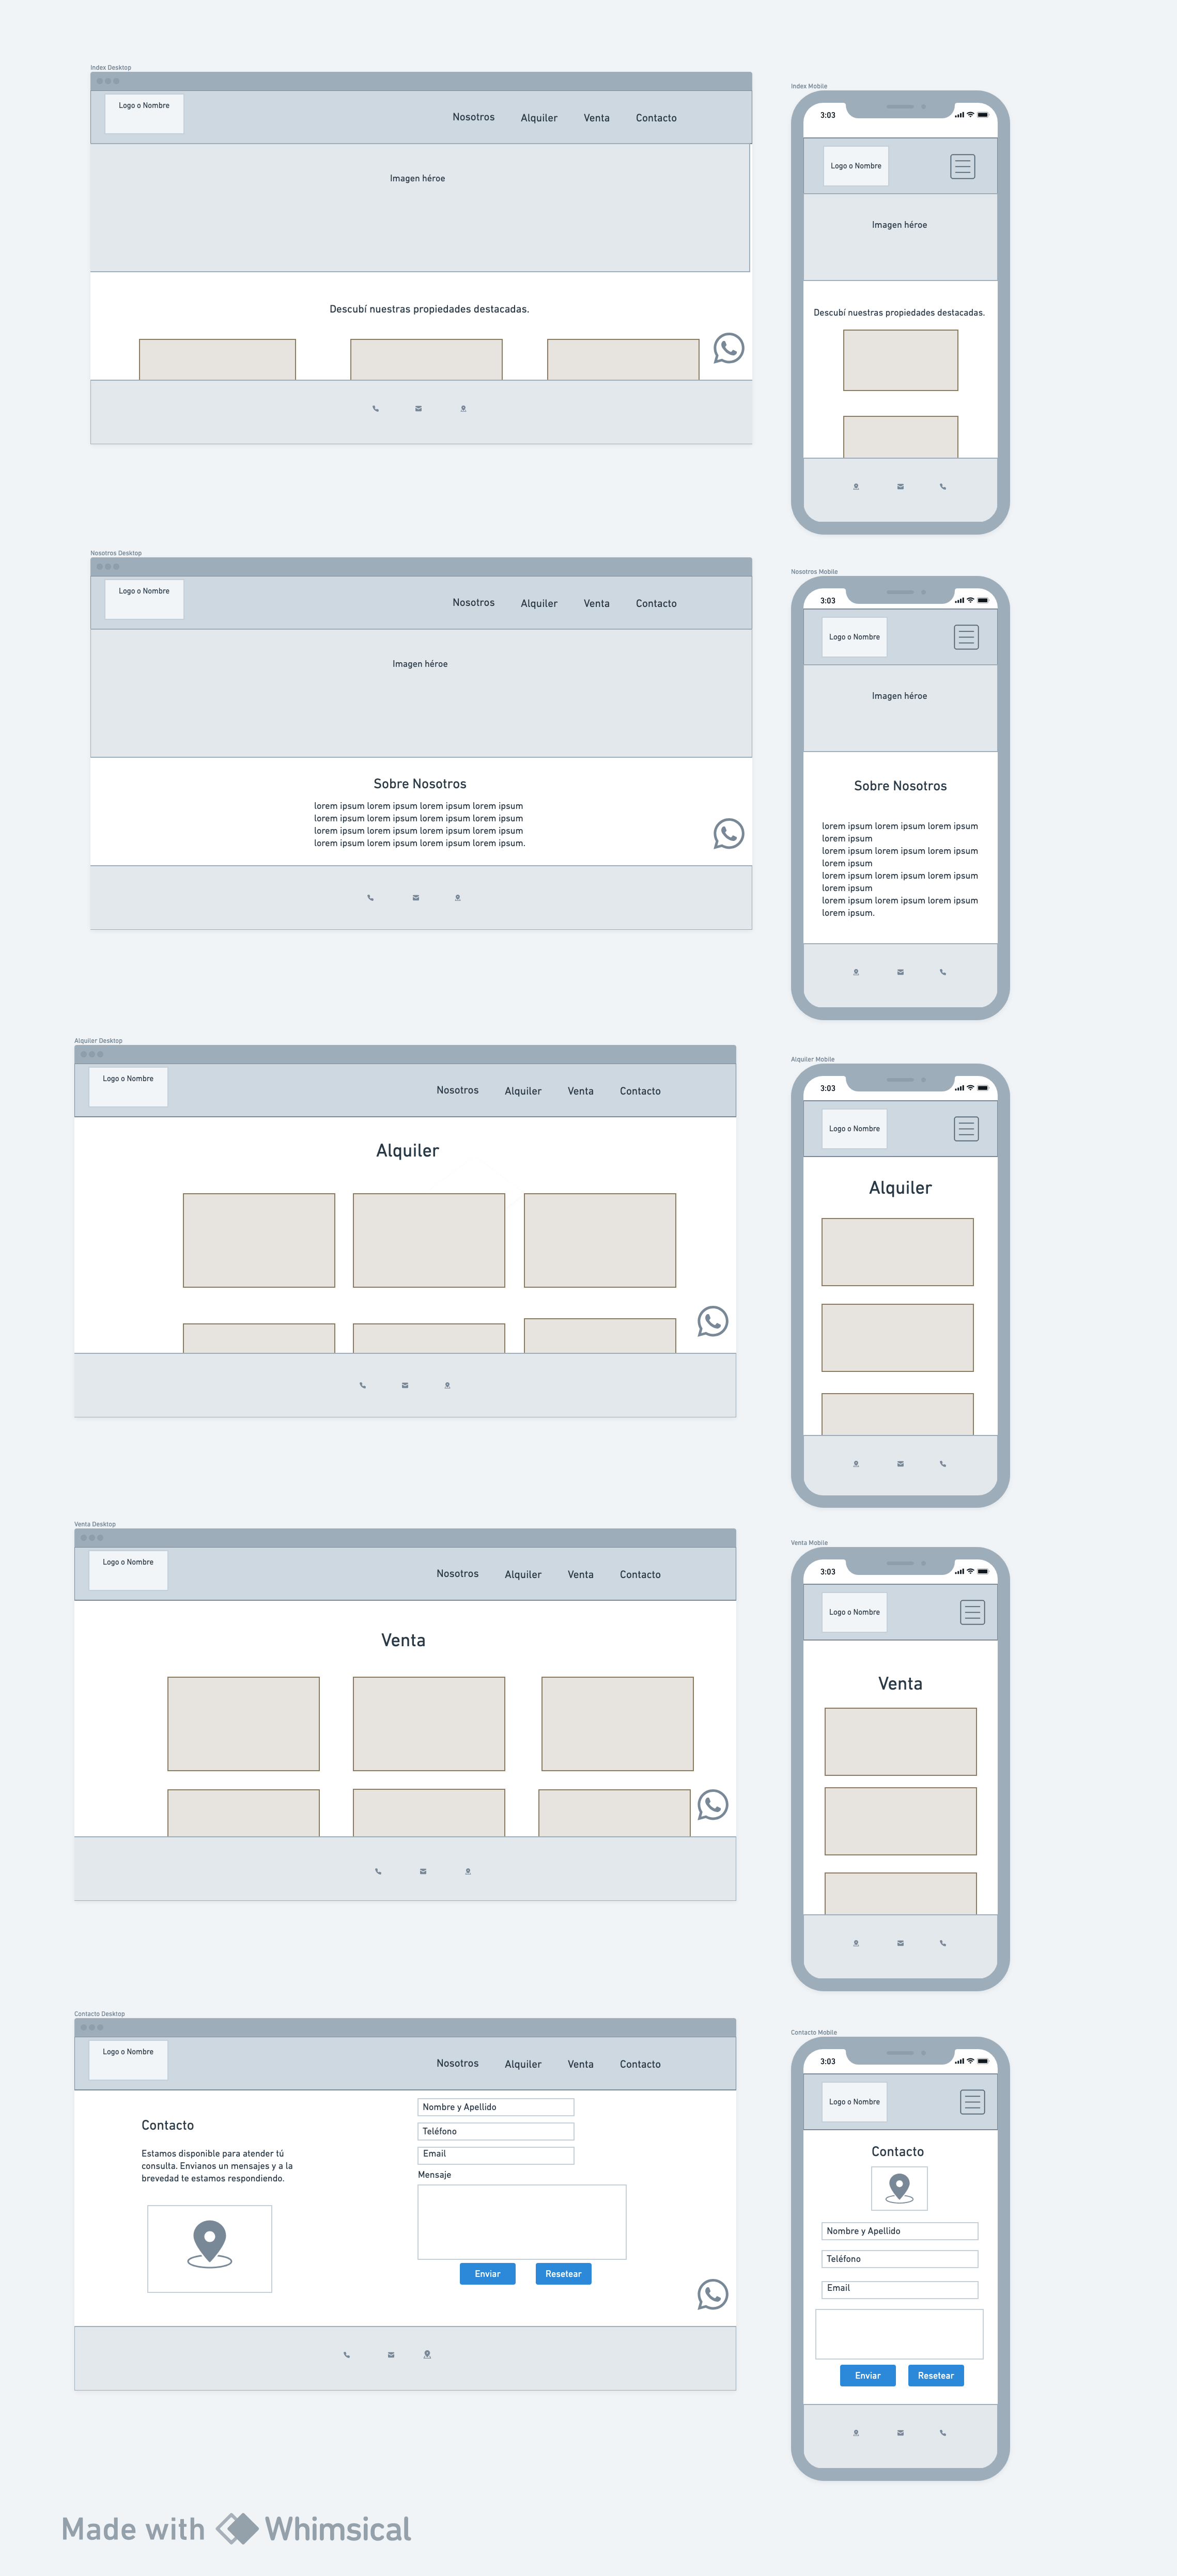 Index Desktop
Logo o Nombre
Nosotros
Alquiler
Venta
Contacto
Imagen héroe
Descubí nuestras propiedades destacadas.
Index Mobile
3:03
Logo o Nombre
Imagen héroe
Descubí nuestras propiedades destacadas.
Nosotros Desktop
Logo o Nombre
Nosotros
Alquiler
Venta
Contacto
Imagen héroe
Sobre Nosotros
lorem ipsum lorem ipsum lorem ipsum lorem ipsum
lorem ipsum lorem ipsum lorem ipsum lorem ipsum
lorem ipsum lorem ipsum lorem ipsum lorem ipsum
lorem ipsum lorem ipsum lorem ipsum lorem ipsum.
Nosotros Mobile
3:03
Logo o Nombre
Imagen héroe
Sobre Nosotros
lorem ipsum lorem ipsum lorem ipsum
lorem ipsum
lorem ipsum lorem ipsum lorem ipsum
lorem ipsum
lorem ipsum lorem ipsum lorem ipsum
lorem ipsum
lorem ipsum lorem ipsum lorem ipsum
lorem ipsum.
Alquiler Desktop
Logo o Nombre
Nosotros
Alquiler
Venta
Contacto
Alquiler
Alquiler Mobile
3:03
Logo o Nombre
Alquiler
Venta Desktop
Logo o Nombre
Nosotros
Alquiler
Venta
Contacto
Venta
Venta Mobile
3:03
Logo o Nombre
Venta
Contacto Desktop
Logo o Nombre
Nosotros
Alquiler
Venta
Contacto
Contacto
Estamos disponible para atender tú
consulta. Envianos un mensajes y a la
brevedad te estamos respondiendo.
Nombre y Apellido
Teléfono
Email
Mensaje
Enviar
Resetear
Contacto Mobile
3:03
Logo o Nombre
Contacto
Nombre y Apellido
Teléfono
Email
Enviar
Resetear
Made with Whimsical